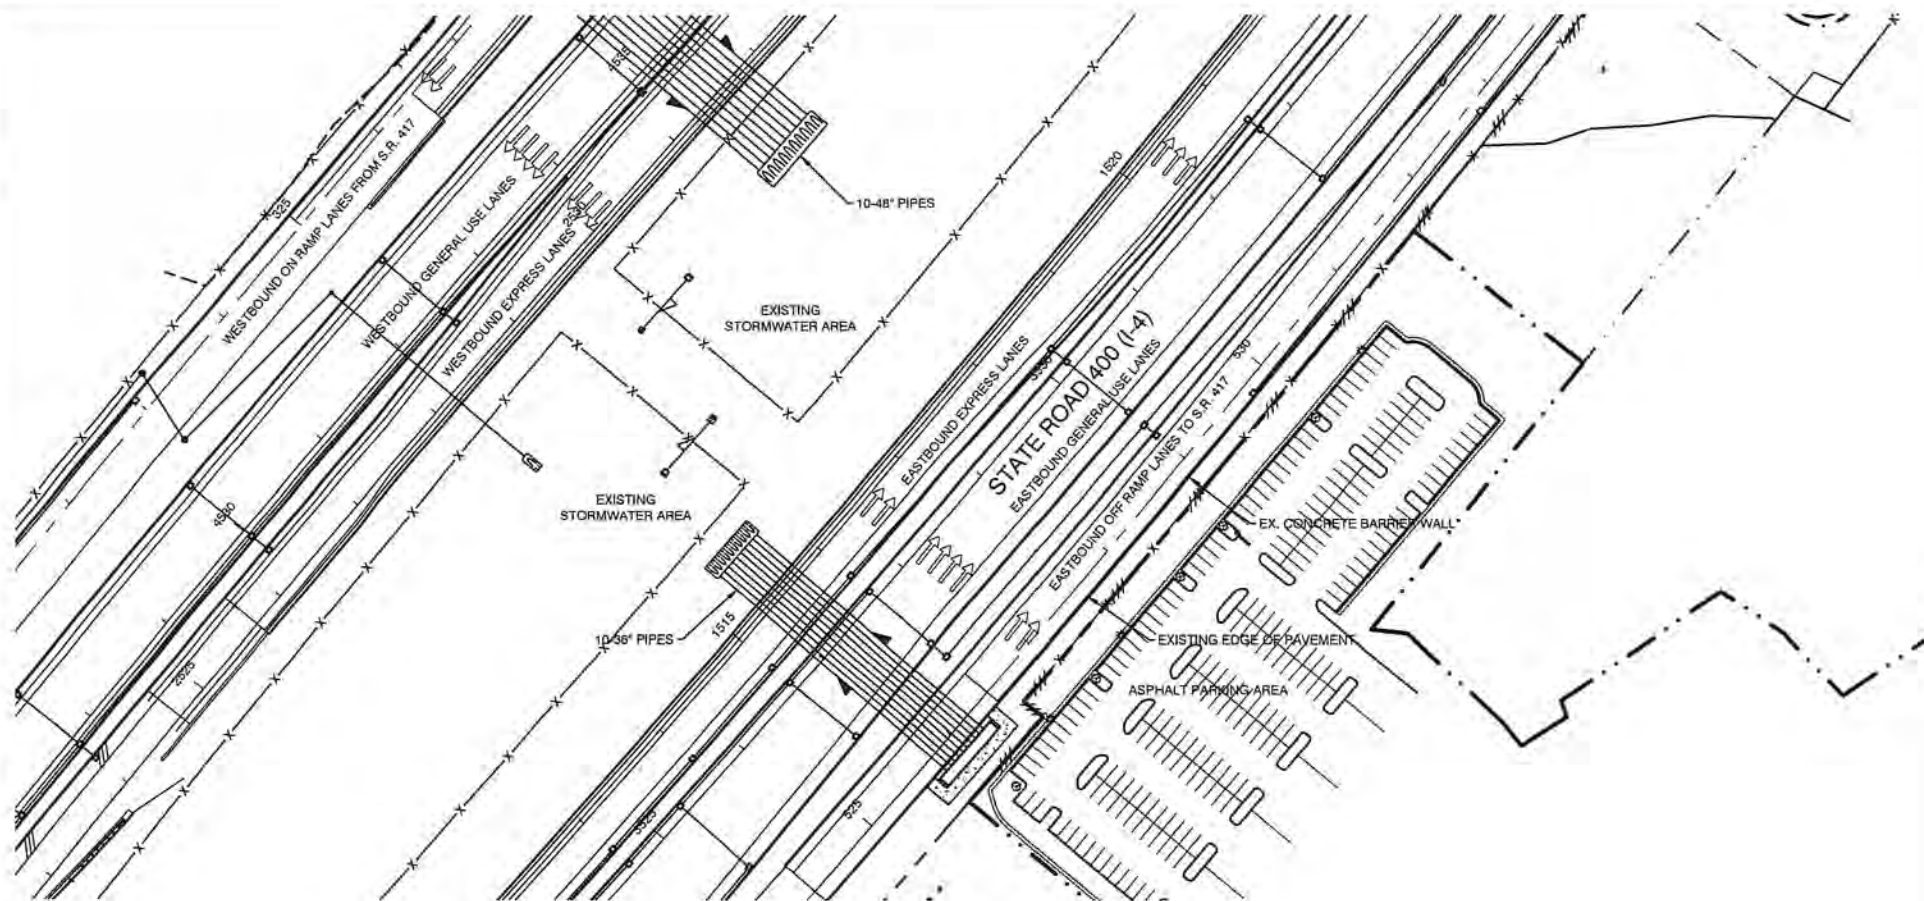 4535
WESTBOUND ON RAMP LANES FROM S.R. 417
325
WESTBOUND GENERAL USE LANES
2530
WESTBOUND EXPRESS LANES
10-48" PIPES
1520
EXISTING
STORMWATER AREA
EASTBOUND EXPRESS LANES
3530
STATE ROAD 400 (I-4)
EASTBOUND GENERAL USE LANES
530
EASTBOUND OFF RAMP LANES TO S.R. 417
4530
EXISTING
STORMWATER AREA
EX. CONCRETE BARRIER WALL
10-36" PIPES
1515
EXISTING EDGE OF PAVEMENT
2525
ASPHALT PARKING AREA
3525
525